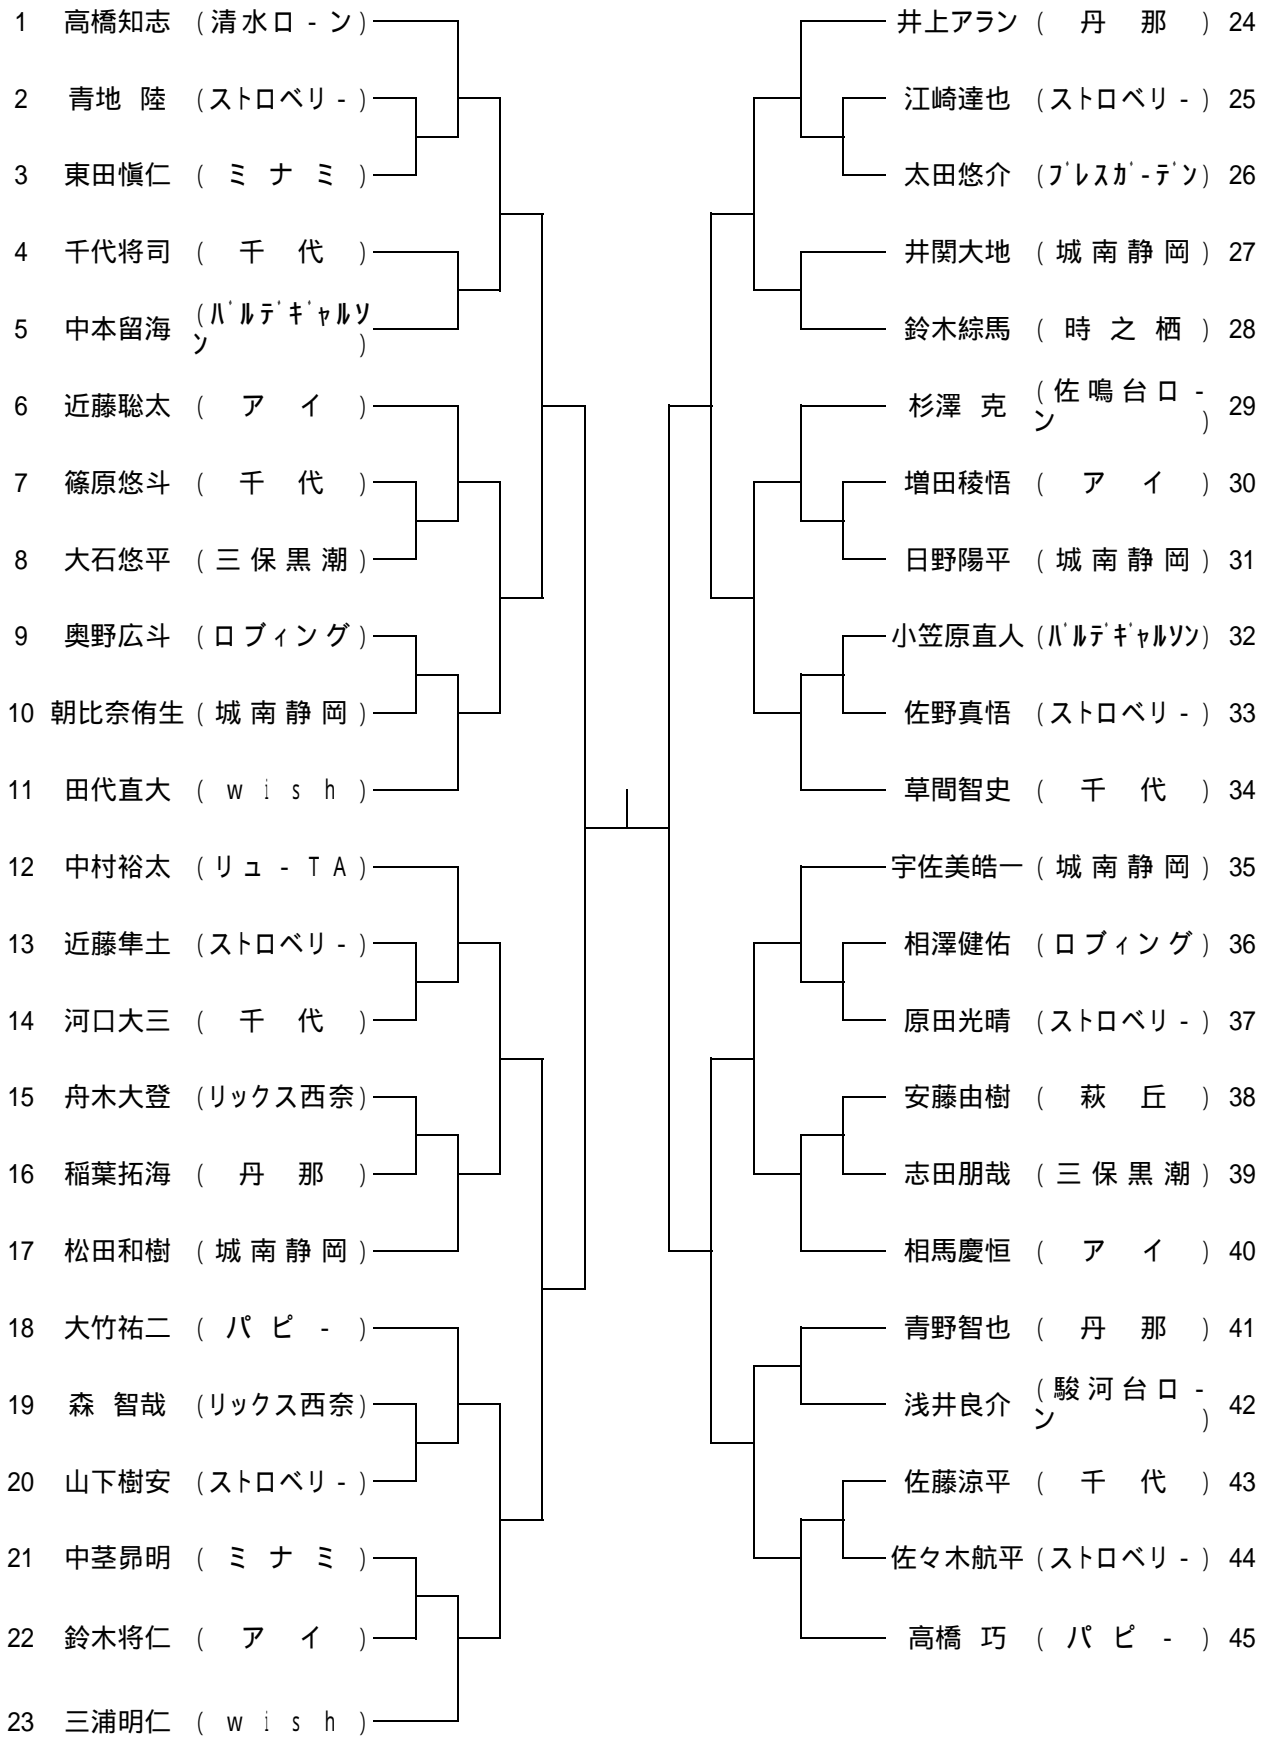 1 高橋知志 (清水ロ-ン)
2 青地 陸 (ストロベリ-)
3 東田愼仁 (ミナミ)
4 千代将司 (千代)
5 中本留海 (ﾊﾞﾙﾃﾞｷﾞｬﾙｿ
ン)
6 近藤聡太 (アイ)
7 篠原悠斗 (千代)
8 大石悠平 (三保黒潮)
9 奥野広斗 (ロブィング)
10 朝比奈侑生 (城南静岡)
11 田代直大 (wish)
12 中村裕太 (リュ-TA)
13 近藤隼土 (ストロベリ-)
14 河口大三 (千代)
15 舟木大登 (リックス西奈)
16 稲葉拓海 (丹那)
17 松田和樹 (城南静岡)
18 大竹祐二 (パピ-)
19 森 智哉 (リックス西奈)
20 山下樹安 (ストロベリ-)
21 中茎昴明 (ミナミ)
22 鈴木将仁 (アイ)
23 三浦明仁 (wish)
井上アラン (丹那) 24
江崎達也 (ストロベリ-) 25
太田悠介 (ﾌﾞﾚｽｶﾞ-ﾃﾞﾝ) 26
井関大地 (城南静岡) 27
鈴木綜馬 (時之栖) 28
杉澤 克 (佐鳴台ロ-
ン) 29
増田稜悟 (アイ) 30
日野陽平 (城南静岡) 31
小笠原直人 (ﾊﾞﾙﾃﾞｷﾞｬﾙｿﾝ) 32
佐野真悟 (ストロベリ-) 33
草間智史 (千代) 34
宇佐美皓一 (城南静岡) 35
相澤健佑 (ロブィング) 36
原田光晴 (ストロベリ-) 37
安藤由樹 (萩丘) 38
志田朋哉 (三保黒潮) 39
相馬慶恒 (アイ) 40
青野智也 (丹那) 41
浅井良介 (駿河台ロ-
ン) 42
佐藤涼平 (千代) 43
佐々木航平 (ストロベリ-) 44
高橋 巧 (パピ-) 45